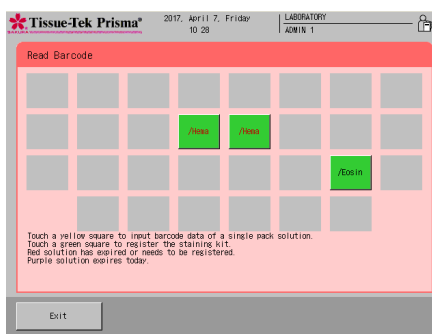 Tissue-Tek Prisma®
SAKURA
2017, April 7, Friday
10 28
LABORATORY
ADMIN 1
Read Barcode
/Hema
/Hema
/Eosin
Touch a yellow square to input barcode data of a single pack solution.
Touch a green square to register the staining kit.
Red solution has expired or needs to be registered.
Purple solution expires today.
Exit